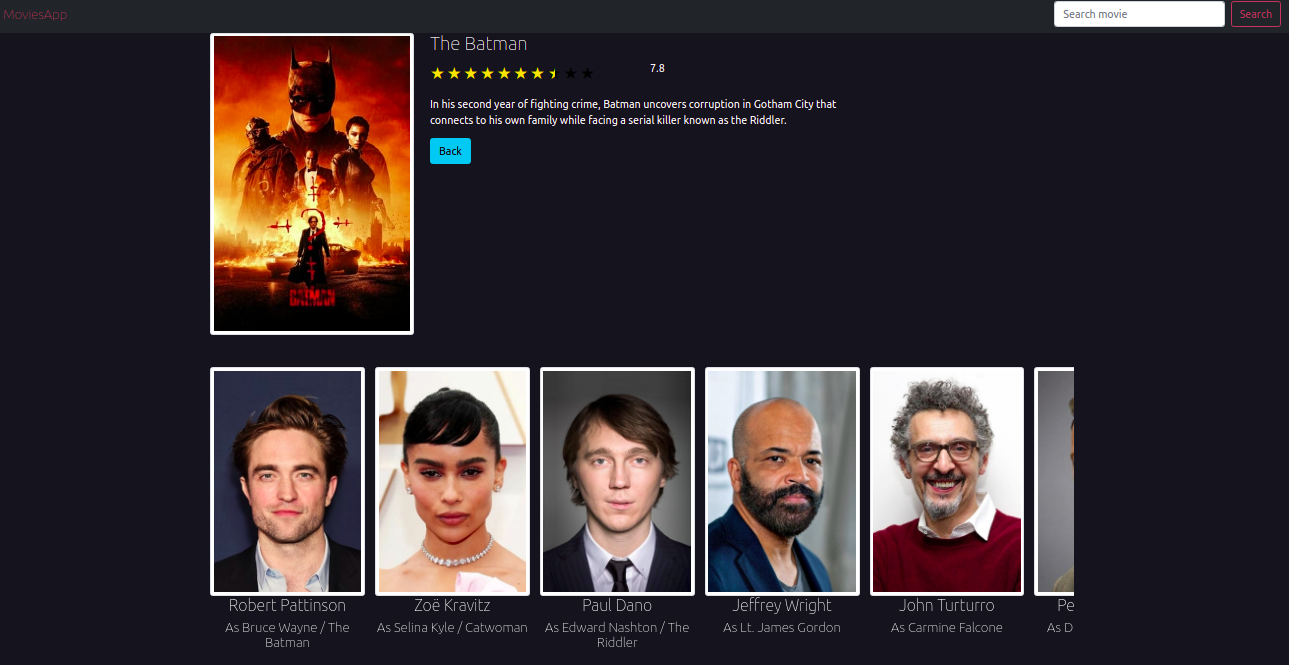 MoviesApp
Search movie
Search
The Batman
7.8
In his second year of fighting crime, Batman uncovers corruption in Gotham City that
connects to his own family while facing a serial killer known as the Riddler.
Back
THE BATMAN
Robert Pattinson
As Bruce Wayne / The
Batman
Zoë Kravitz
As Selina Kyle / Catwoman
Paul Dano
As Edward Nashton / The
Riddler
Jeffrey Wright
As Lt. James Gordon
John Turturro
As Carmine Falcone
Pe
As D